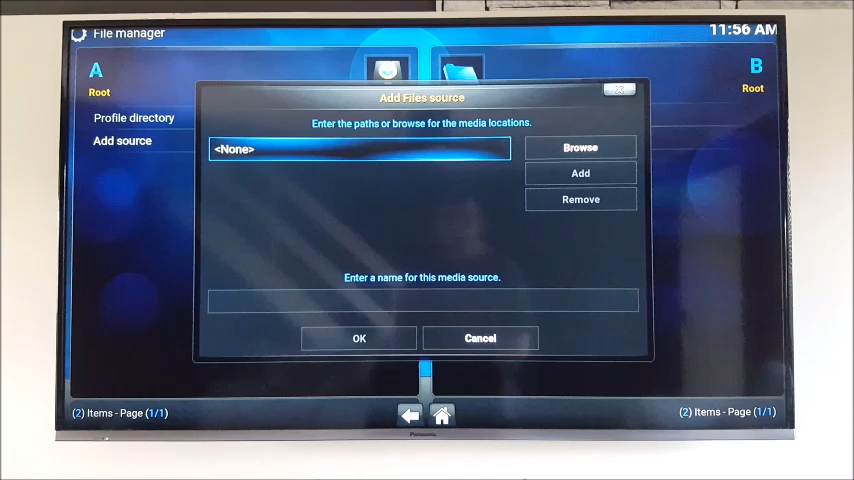 File manager
11:56 AM
A
B
Root
Root
Profile directory
Add source
Add Files source
Enter the paths or browse for the media locations.
<None>
Browse
Add
Remove
Enter a name for this media source.
OK
Cancel
(2) Items - Page (1/1)
(2) Items - Page (1/1)
Panasonic